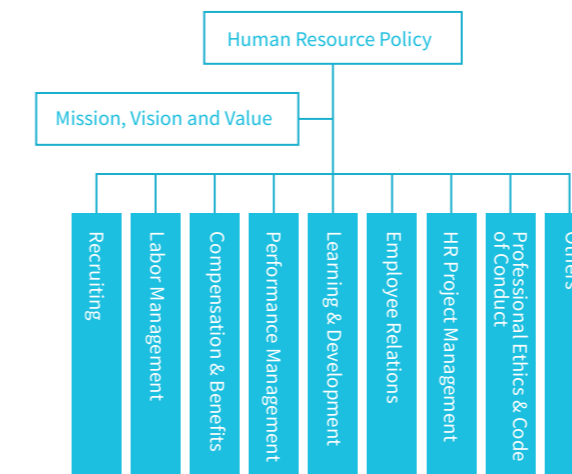 Human Resource Policy
Mission, Vision and Value
Recruiting
Labor Management
Compensation & Benefits
Performance Management
Learning & Development
Employee Relations
HR Project Management
Professional Ethics & Code
of Conduct
Others